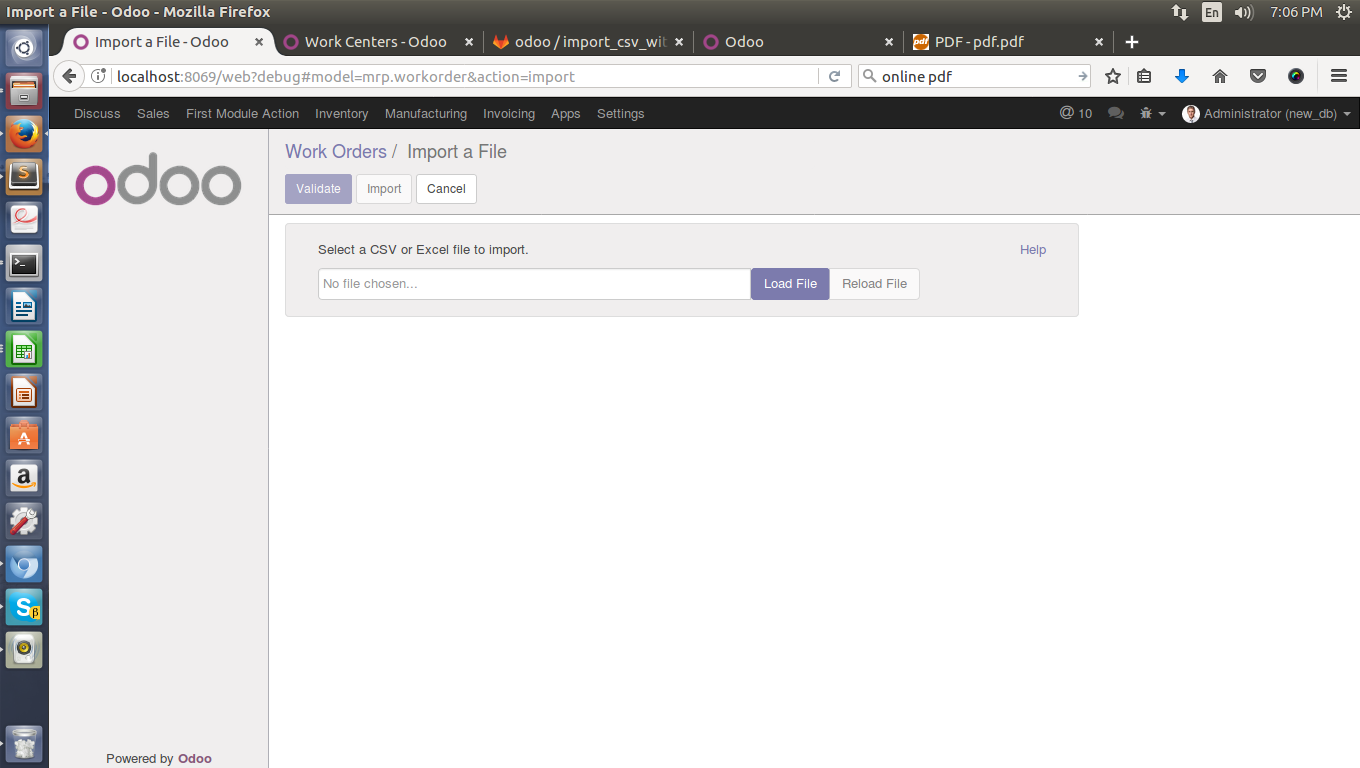 Import a File - Odoo - Mozilla Firefox
En
7:06 PM
Import a File - Odoo
Work Centers - Odoo
odoo / import_csv_wit
Odoo
pdf
PDF - pdf.pdf
localhost:8069/web?debug#model=mrp.workorder&action=import
online pdf
Discuss Sales First Module Action Inventory Manufacturing Invoicing Apps Settings
@ 10
Administrator (new_db)
odoo
Work Orders / Import a File
Validate Import Cancel
Select a CSV or Excel file to import.
Help
No file chosen...
Load File
Reload File
Powered by Odoo
S
A
a
S β